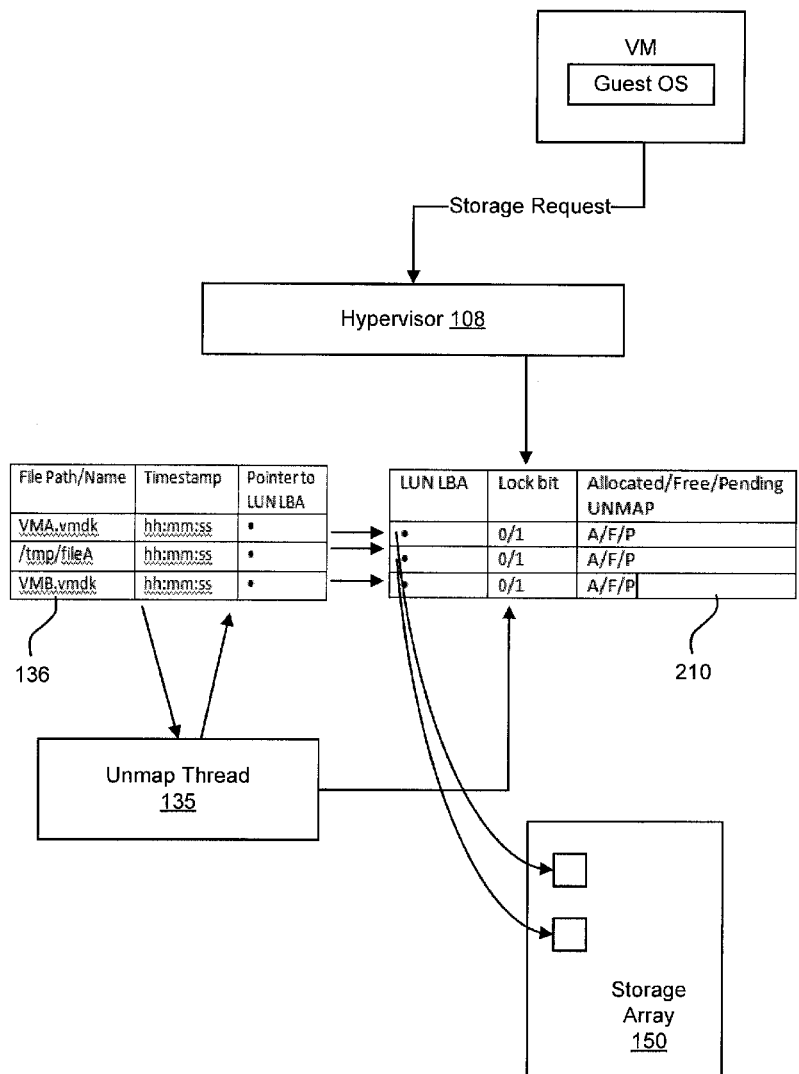 VM
Guest OS
Storage Request
Hypervisor 108
File Path/Name Timestamp Pointer to
LUN LBA
VMA.vmdk hh:mm:ss •
/tmp/fileA hh:mm:ss •
VMB.vmdk hh:mm:ss •
LUN LBA Lock bit Allocated/Free/Pending
UNMAP
• 0/1 A/F/P
• 0/1 A/F/P
• 0/1 A/F/P
136
210
Unmap Thread
135
Storage
Array
150